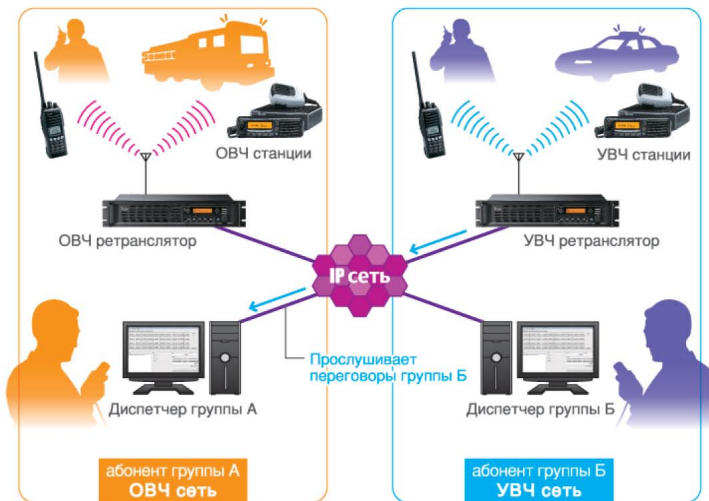 ОВЧ станции
УВЧ станции
ОВЧ ретранслятор
УВЧ ретранслятор
IP сеть
Прослушивает
переговоры группы Б
Диспетчер группы А
Диспетчер группы Б
абонент группы А
ОВЧ сеть
абонент группы Б
УВЧ сеть